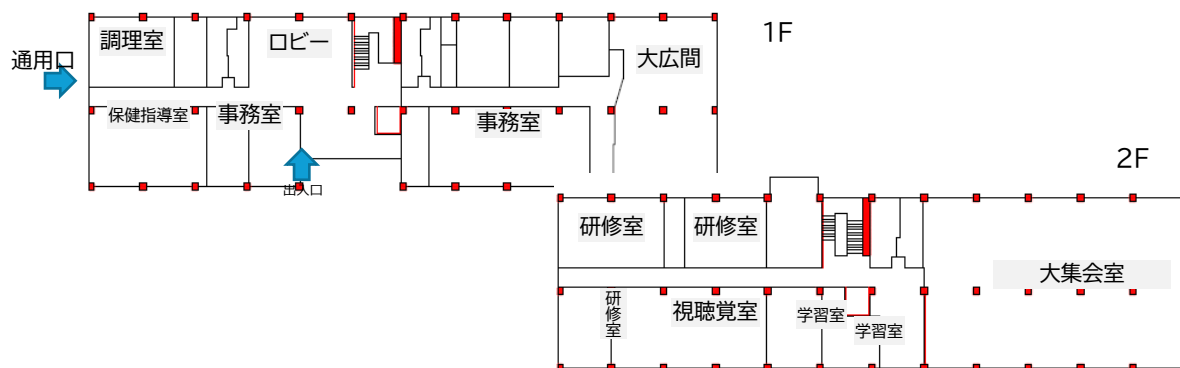 1F
調理室
ロビー
大広間
通用口
保健指導室
事務室
事務室
出入口
2F
研修室
研修室
大集会室
研修室
視聴覚室
学習室
学習室